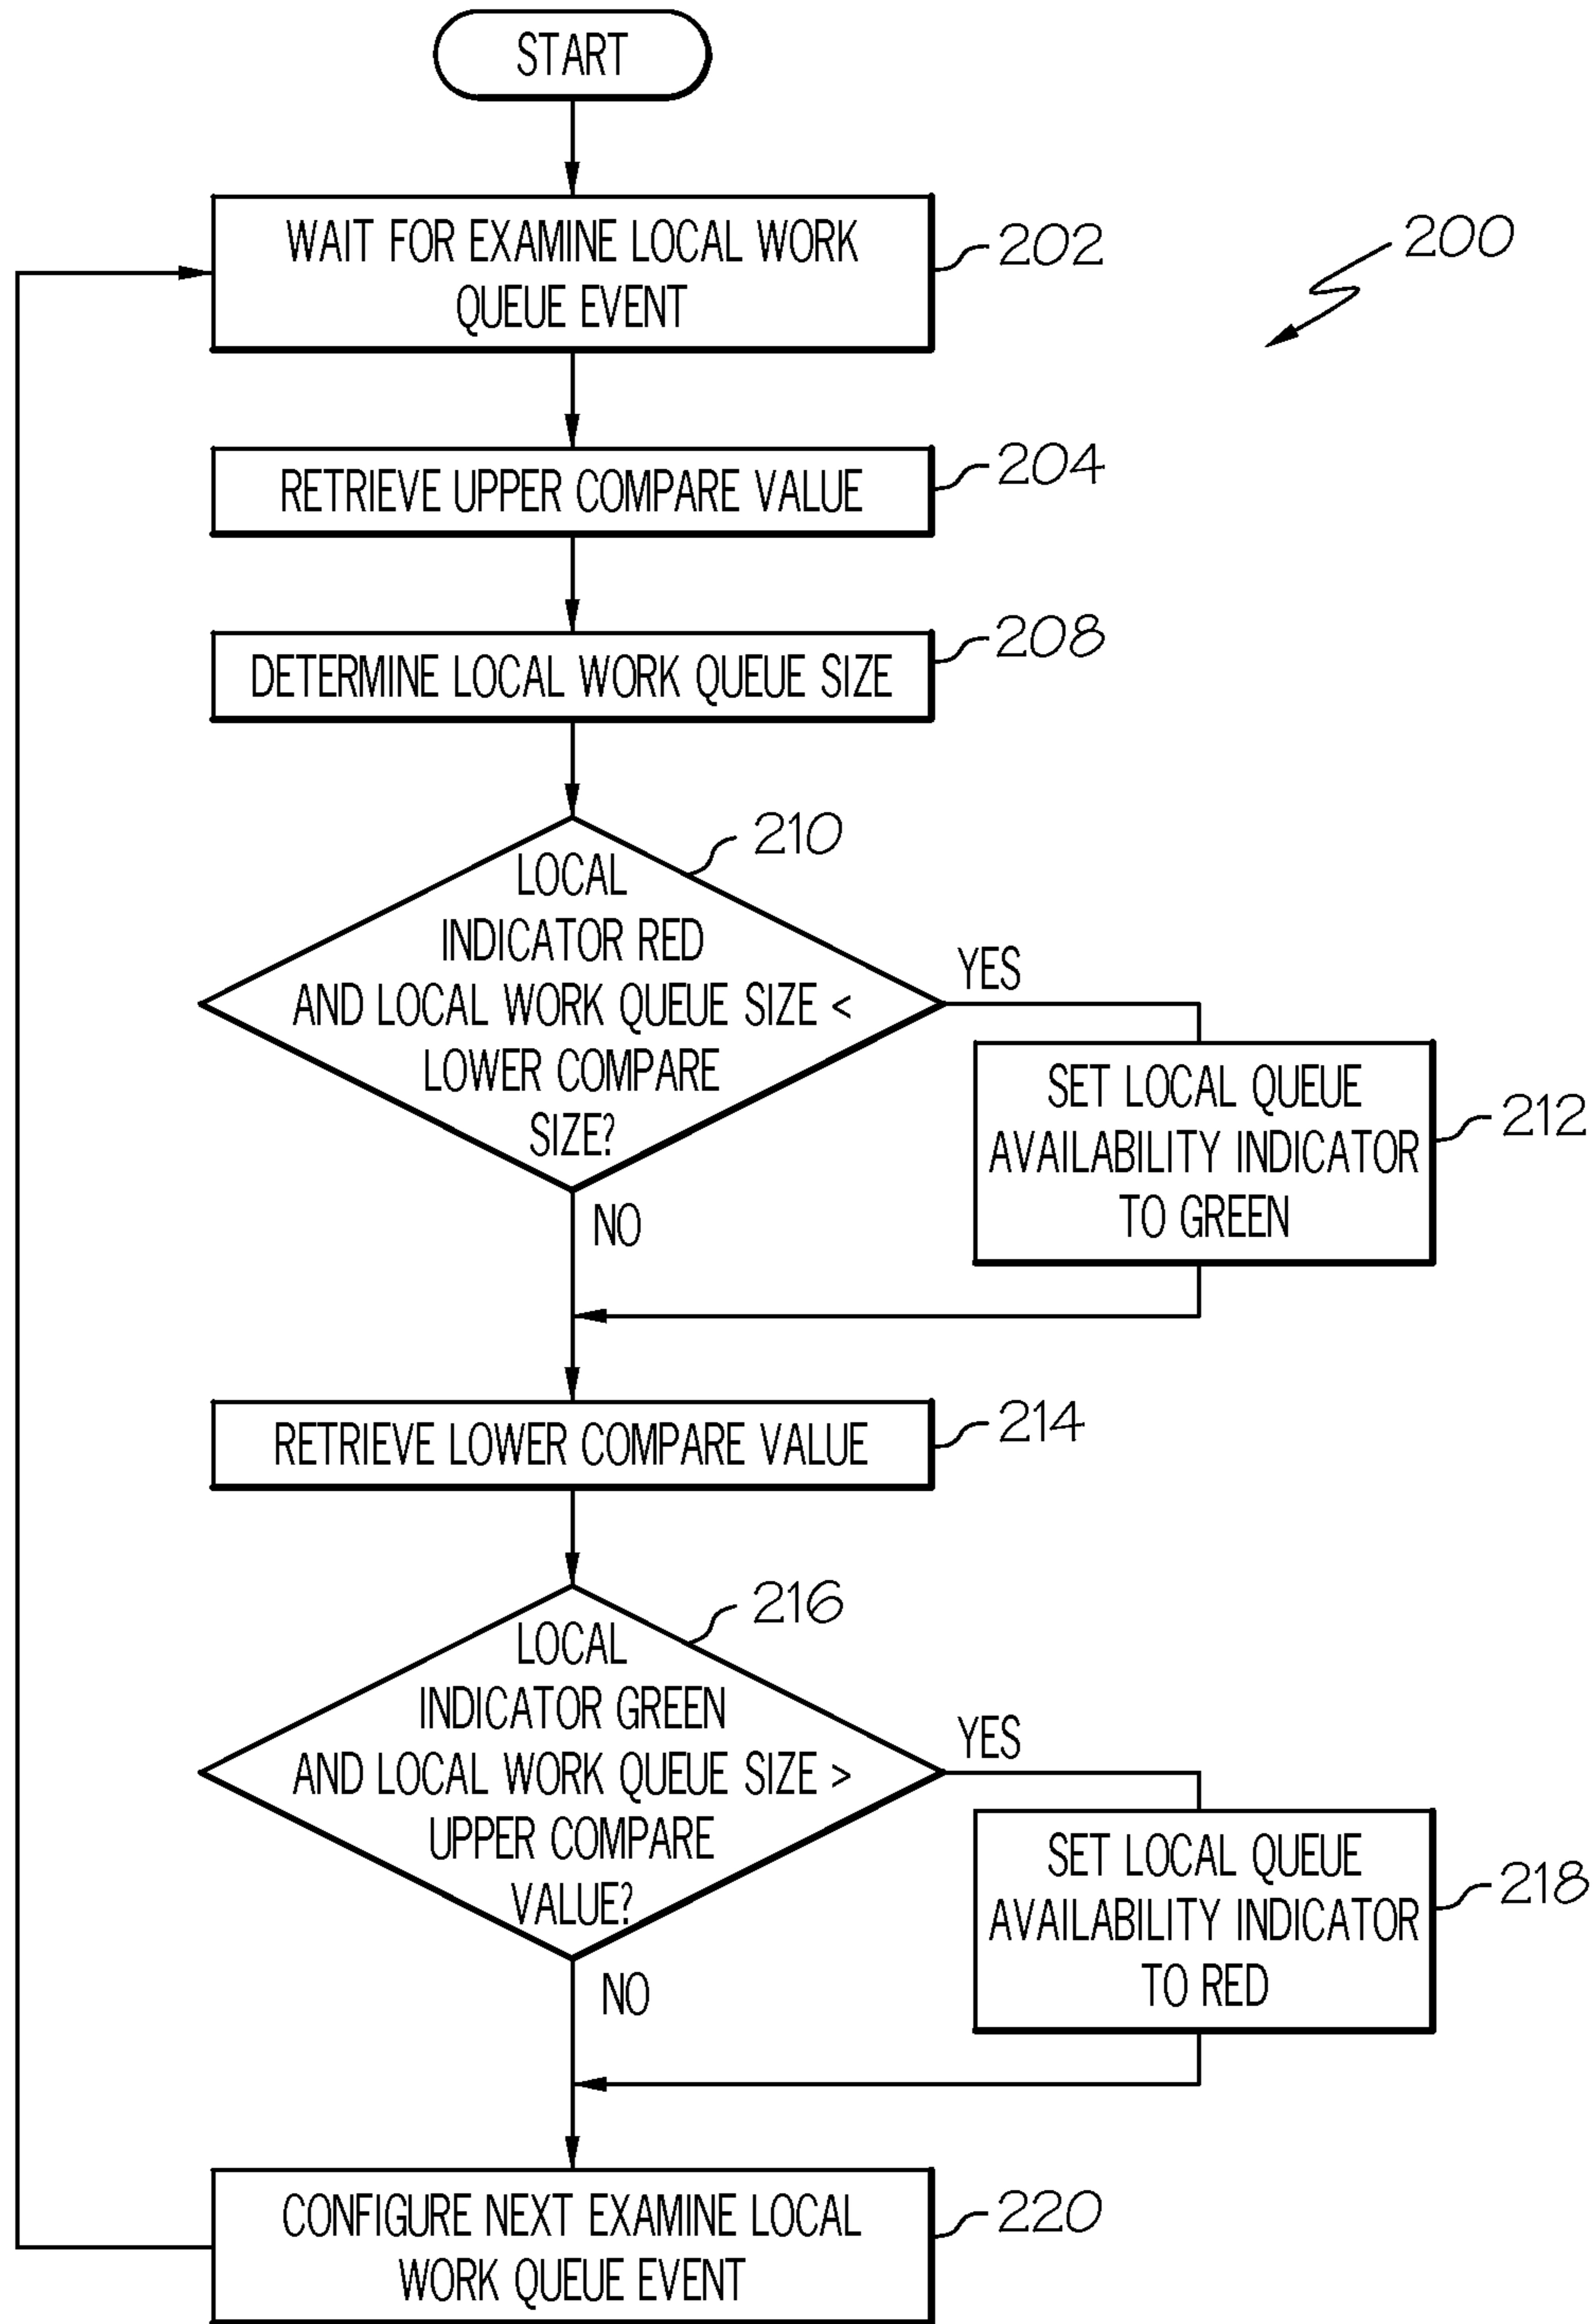 START
WAIT FOR EXAMINE LOCAL WORK
QUEUE EVENT
202
200
RETRIEVE UPPER COMPARE VALUE
204
DETERMINE LOCAL WORK QUEUE SIZE
208
210
LOCAL
INDICATOR RED
AND LOCAL WORK QUEUE SIZE <
LOWER COMPARE
SIZE?
YES
NO
SET LOCAL QUEUE
AVAILABILITY INDICATOR
TO GREEN
212
RETRIEVE LOWER COMPARE VALUE
214
216
LOCAL
INDICATOR GREEN
AND LOCAL WORK QUEUE SIZE >
UPPER COMPARE
VALUE?
YES
NO
SET LOCAL QUEUE
AVAILABILITY INDICATOR
TO RED
218
CONFIGURE NEXT EXAMINE LOCAL
WORK QUEUE EVENT
220